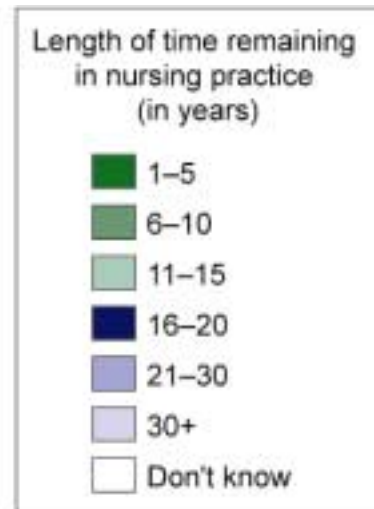 Length of time remaining
in nursing practice
(in years)
1–5
6–10
11–15
16–20
21–30
30+
Don't know